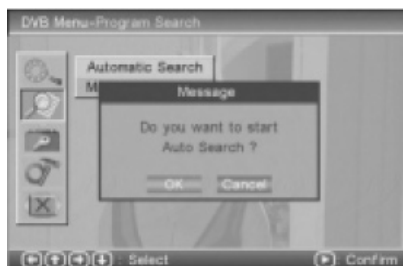 DVB Menu-Program Search
Automatic Search
M
Message
Do you want to start
Auto Search ?
OK
Cancel
: Select
: Confirm